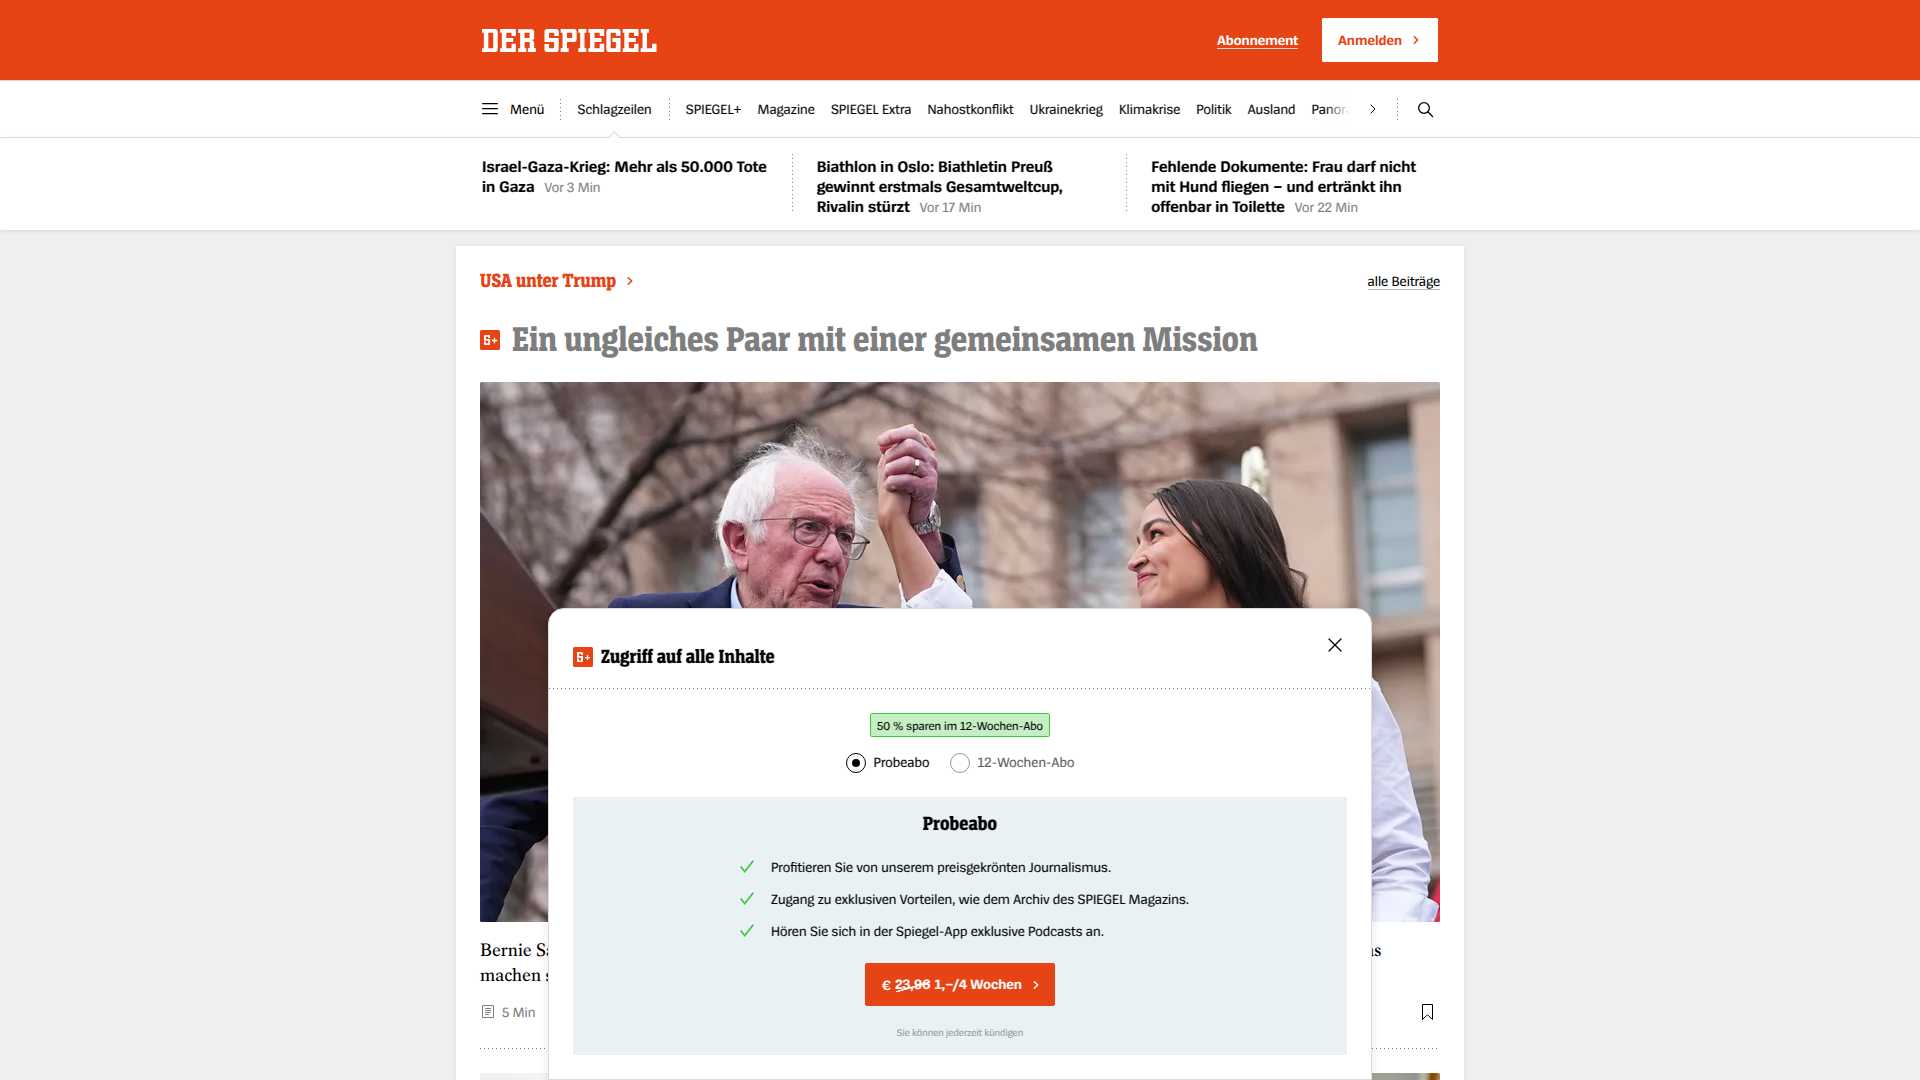 DER SPIEGEL
Abonnement
Anmelden
Menü
Schlagzeilen
SPIEGEL+
Magazine
SPIEGEL Extra
Nahostkonflikt
Ukrainekrieg
Klimakrise
Politik
Ausland
Israel-Gaza-Krieg: Mehr als 50.000 Tote
in Gaza Vor 3 Min
Biathlon in Oslo: Biathletin Preuß
gewinnt erstmals Gesamtweltcup,
Rivalin stürzt Vor 17 Min
Fehlende Dokumente: Frau darf nicht
mit Hund fliegen – und ertränkt ihn
offenbar in Toilette Vor 22 Min
USA unter Trump
alle Beiträge
S+ Ein ungleiches Paar mit einer gemeinsamen Mission
S+ Zugriff auf alle Inhalte
50 % sparen im 12-Wochen-Abo
Probeabo
12-Wochen-Abo
Probeabo
Profitieren Sie von unserem preisgekrönten Journalismus.
Zugang zu exklusiven Vorteilen, wie dem Archiv des SPIEGEL Magazins.
Hören Sie sich in der Spiegel-App exklusive Podcasts an.
€ 23,96 1,–/4 Wochen
Sie können jederzeit kündigen
Bernie
machen
5 Min